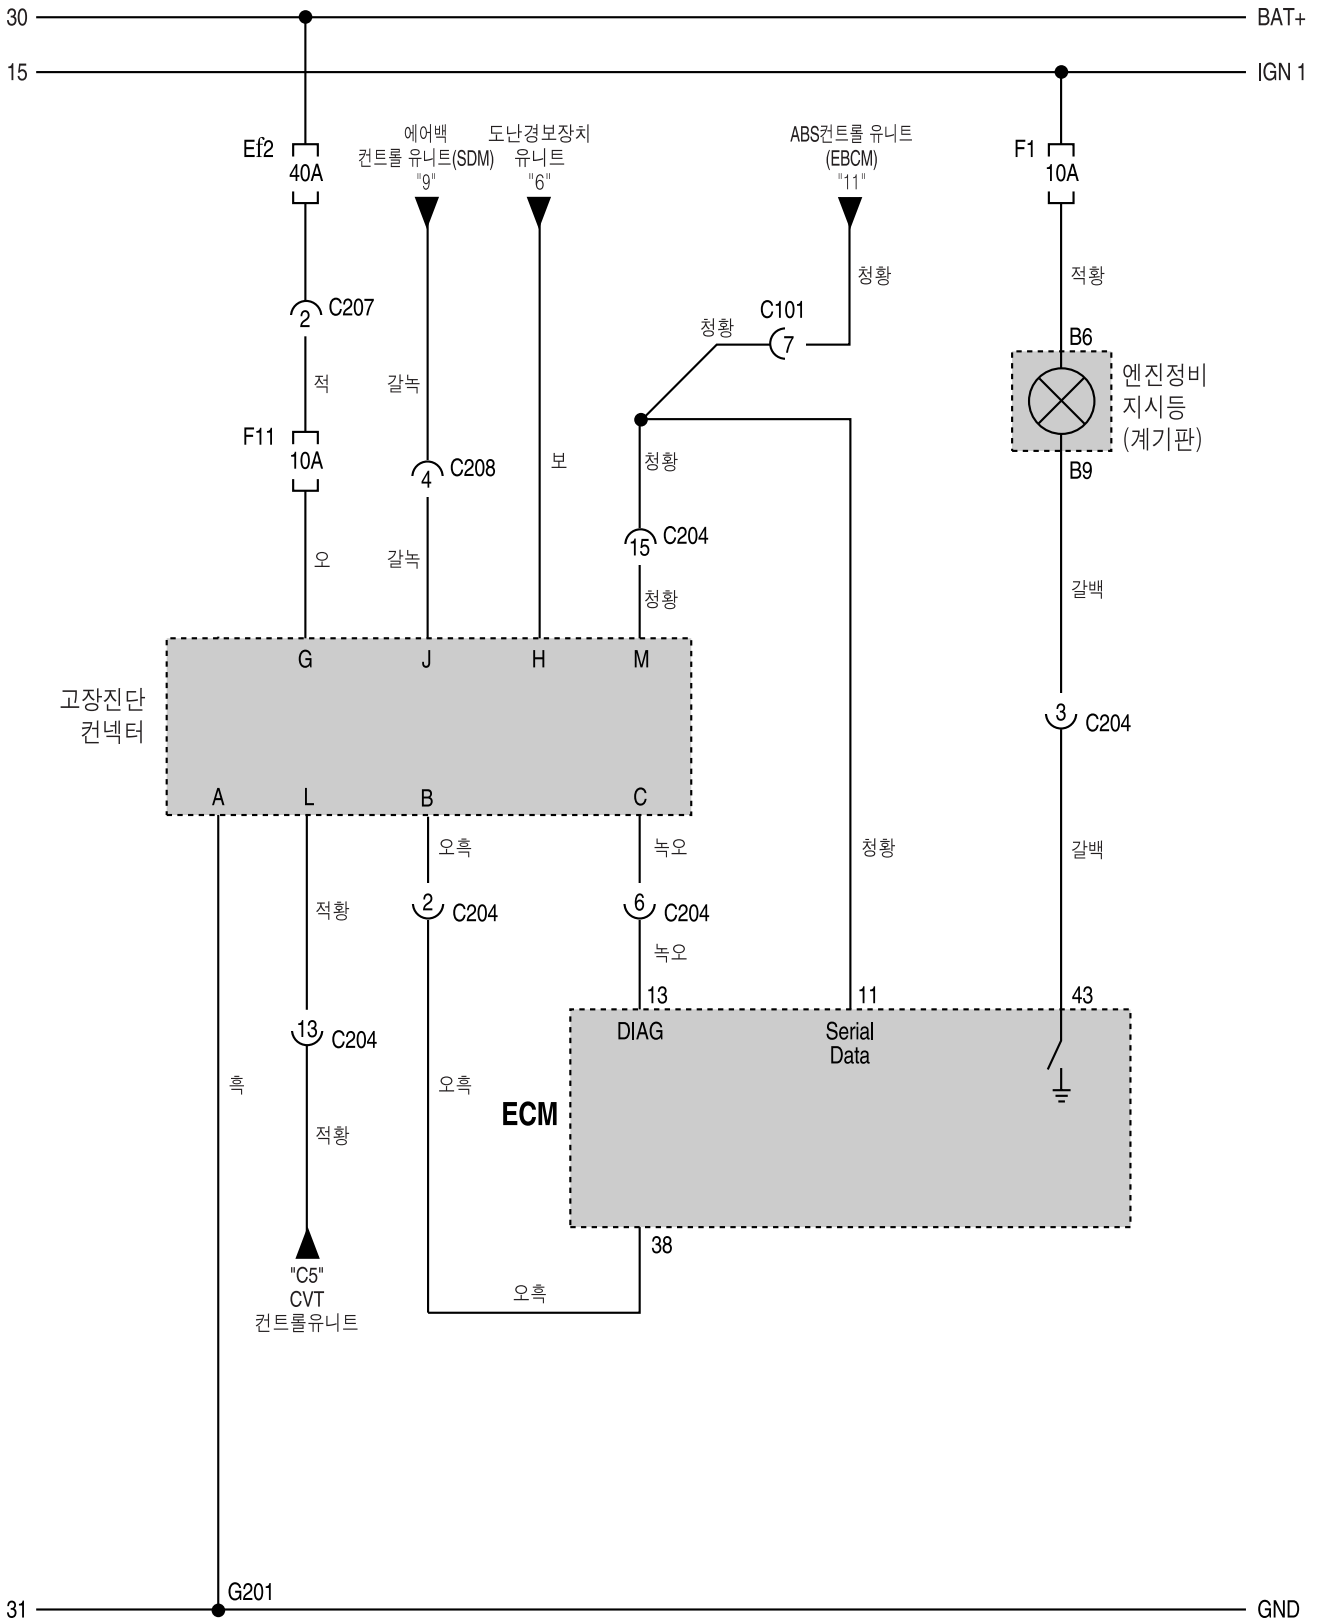 30
BAT+
15
IGN 1
Ef2
40A
에어백
컨트롤 유니트(SDM)
"9"
도난경보장치
유니트
"6"
ABS컨트롤 유니트
(EBCM)
"11"
F1
10A
청황
적황
C207
2
C101
7
청황
B6
엔진정비
지시등
(계기판)
B9
적
갈녹
F11
10A
C208
4
보
청황
C204
15
오
갈녹
청황
갈백
G
J
H
M
고장진단
컨넥터
3
C204
A
L
B
C
오흑
녹오
청황
갈백
적황
2
C204
6
C204
녹오
13
11
43
13
C204
DIAG
Serial
Data
흑
오흑
ECM
적황
38
"C5"
CVT
컨트롤유니트
오흑
G201
31
GND